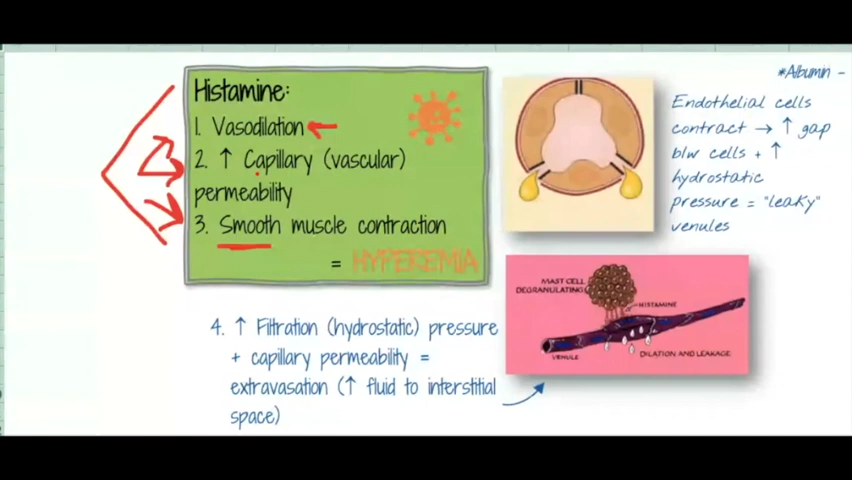 Histamine:
1. Vasodilation
2. ↑ Capillary (vascular)
permeability
3. Smooth muscle contraction
= HYPEREMIA
4. ↑ Filtration (hydrostatic) pressure
+ capillary permeability =
extravasation (↑ fluid to interstitial
space)
*Albumin -
Endothelial cells
contract → ↑ gap
b/w cells + ↑
hydrostatic
pressure = "leaky"
venules
MAST CELL
DEGRANULATING
HISTAMINE
VENULE
DILATION AND LEAKAGE